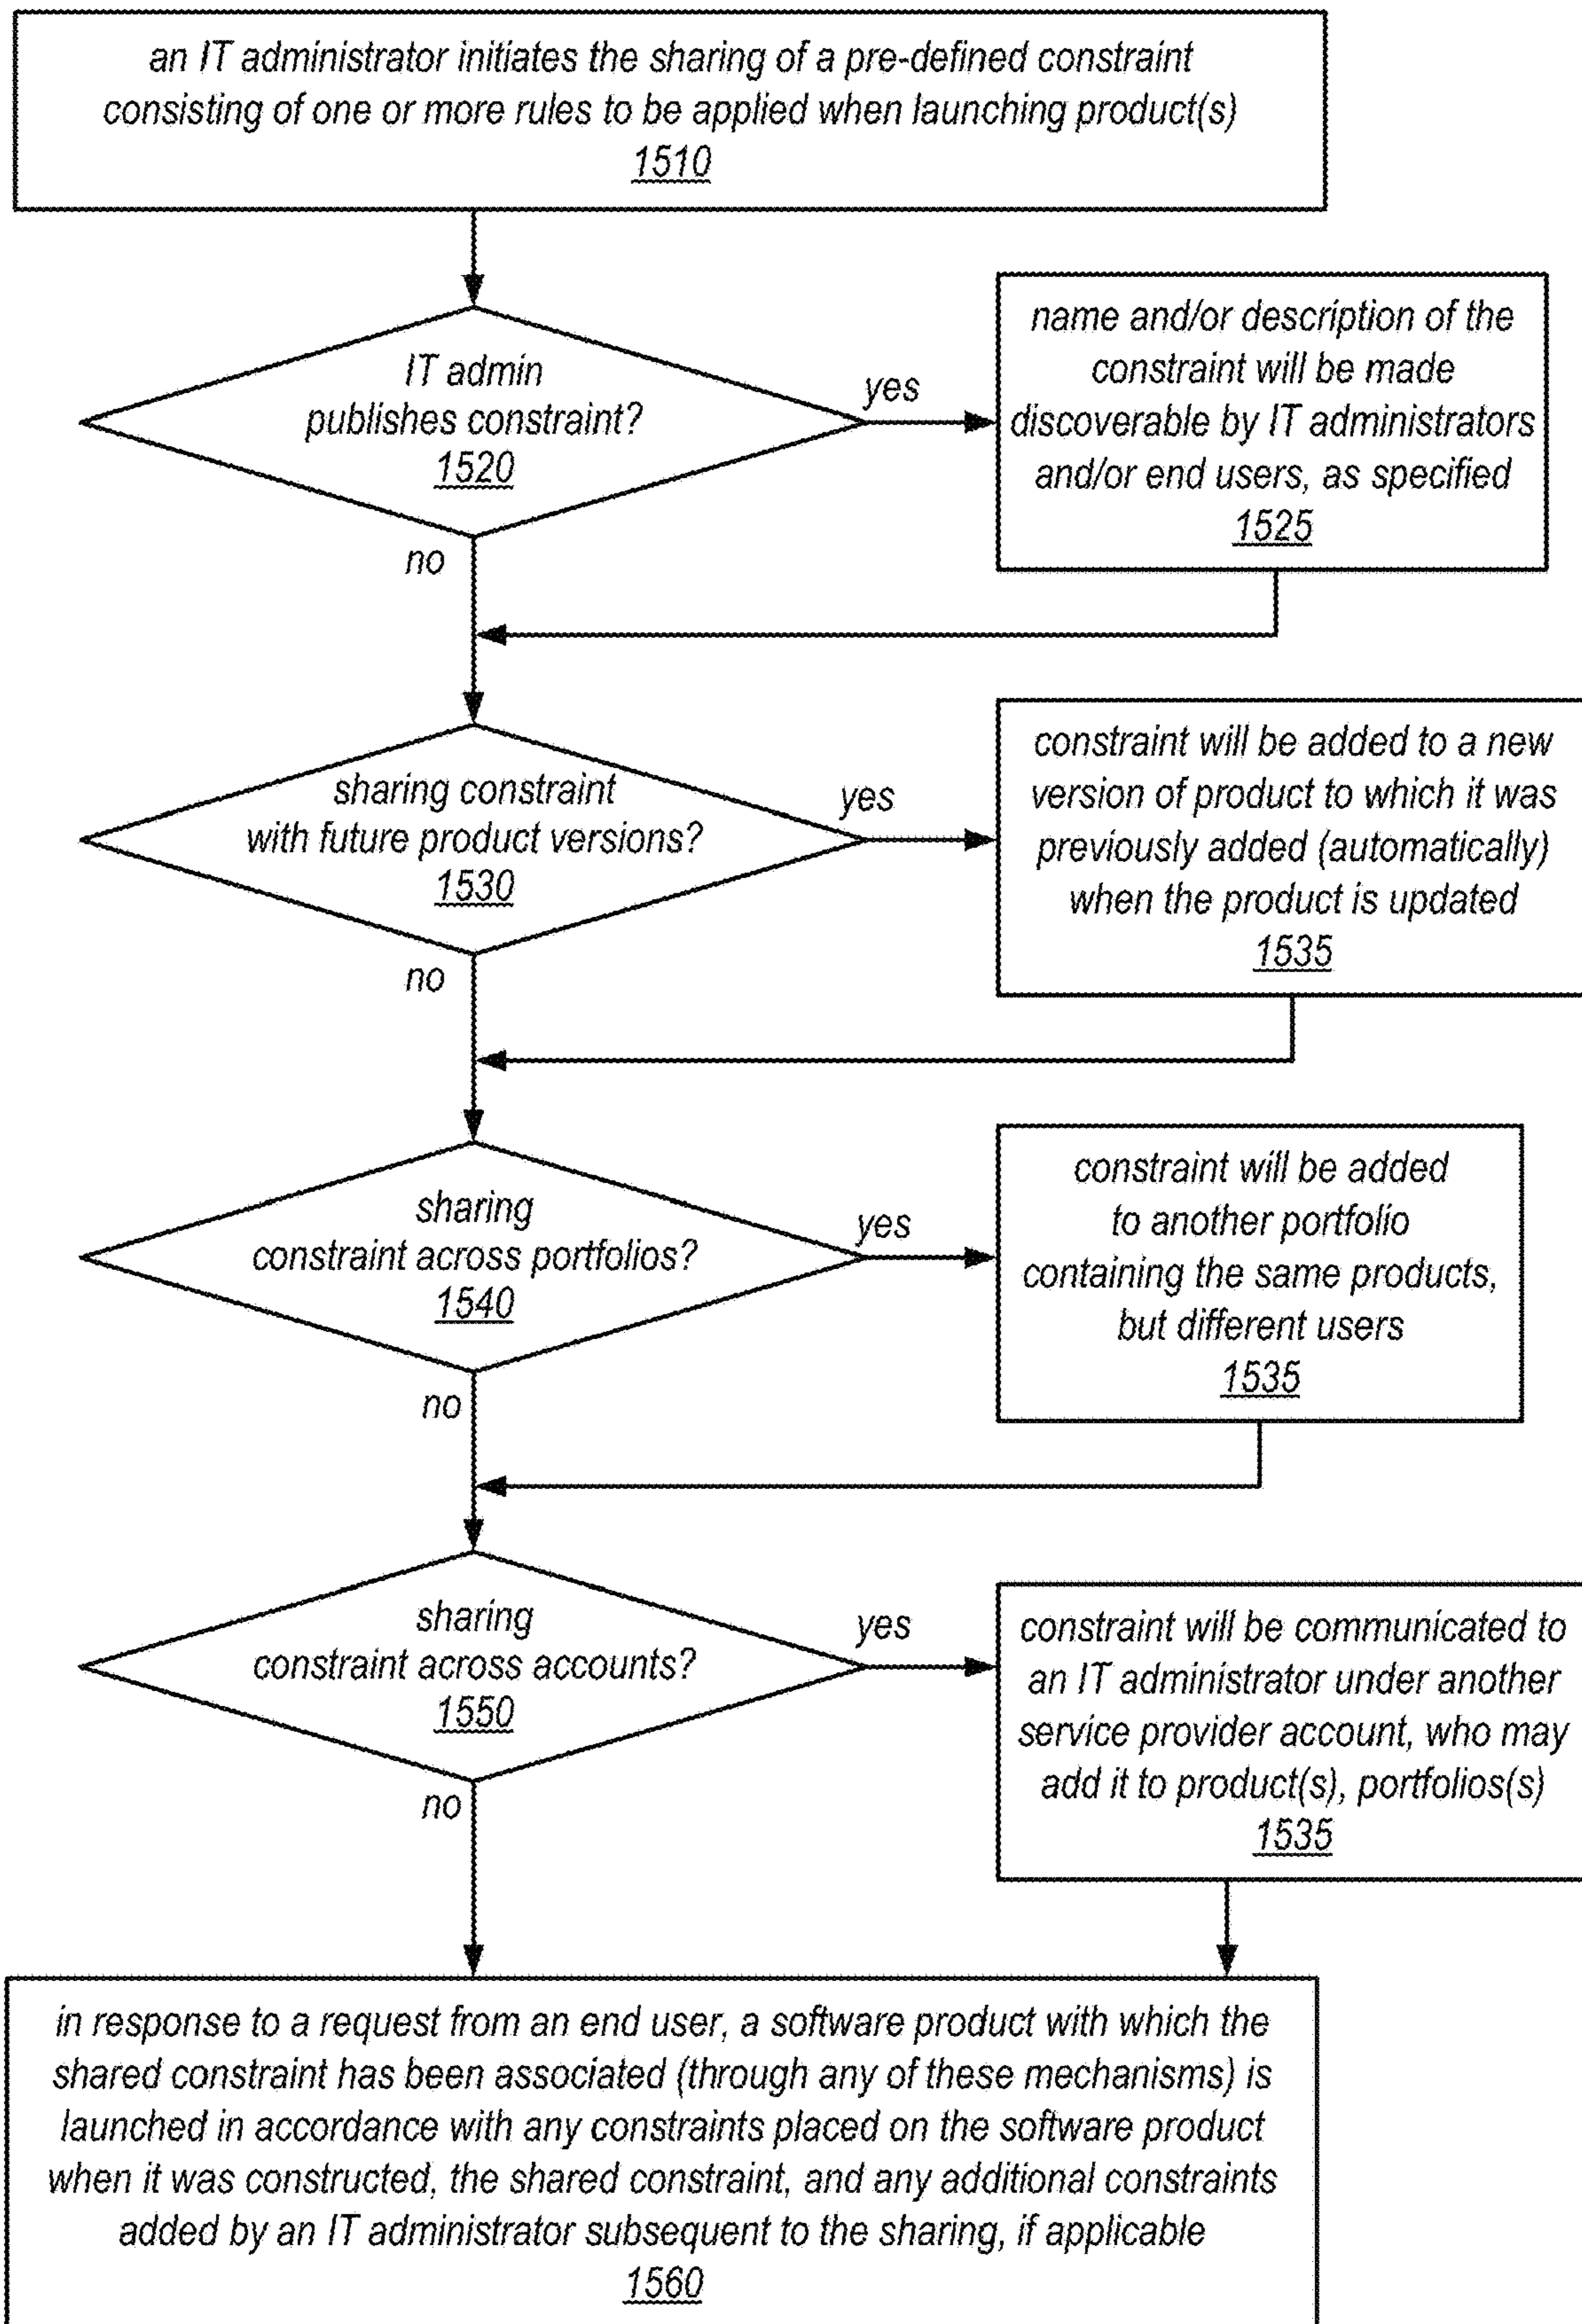 an IT administrator initiates the sharing of a pre-defined constraint
consisting of one or more rules to be applied when launching product(s)
1510
IT admin
publishes constraint?
1520
yes
no
name and/or description of the
constraint will be made
discoverable by IT administrators
and/or end users, as specified
1525
sharing constraint
with future product versions?
1530
yes
no
constraint will be added to a new
version of product to which it was
previously added (automatically)
when the product is updated
1535
sharing
constraint across portfolios?
1540
yes
no
constraint will be added
to another portfolio
containing the same products,
but different users
1535
sharing
constraint across accounts?
1550
yes
no
constraint will be communicated to
an IT administrator under another
service provider account, who may
add it to product(s), portfolios(s)
1535
in response to a request from an end user, a software product with which the
shared constraint has been associated (through any of these mechanisms) is
launched in accordance with any constraints placed on the software product
when it was constructed, the shared constraint, and any additional constraints
added by an IT administrator subsequent to the sharing, if applicable
1560